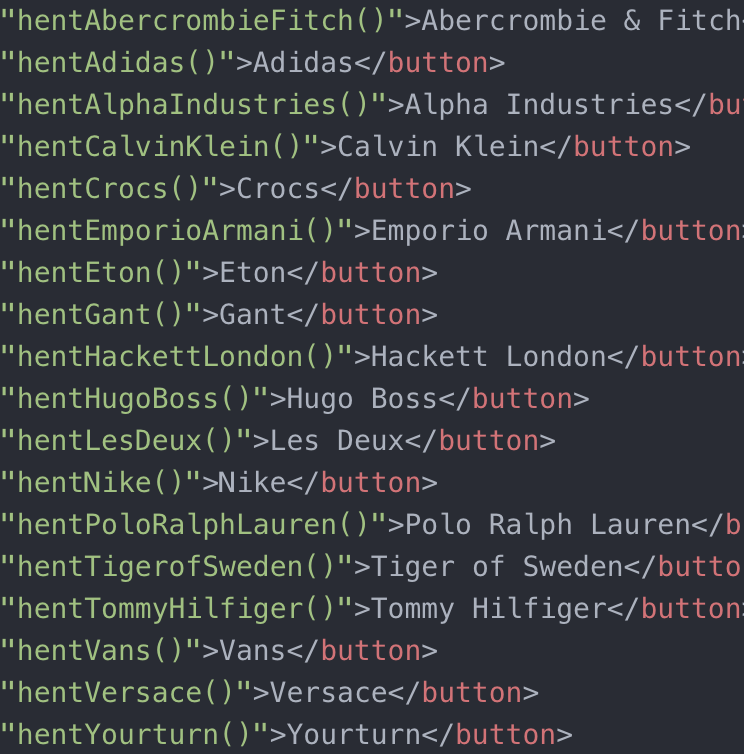 "hentAbercrombieFitch()">Abercrombie & Fitch<
"hentAdidas()">Adidas</button>
"hentAlphaIndustries()">Alpha Industries</bu
"hentCalvinKlein()">Calvin Klein</button>
"hentCrocs()">Crocs</button>
"hentEmporioArmani()">Emporio Armani</button>
"hentEton()">Eton</button>
"hentGant()">Gant</button>
"hentHackettLondon()">Hackett London</button>
"hentHugoBoss()">Hugo Boss</button>
"hentLesDeux()">Les Deux</button>
"hentNike()">Nike</button>
"hentPoloRalphLauren()">Polo Ralph Lauren</b
"hentTigerofSweden()">Tiger of Sweden</butto
"hentTommyHilfiger()">Tommy Hilfiger</button>
"hentVans()">Vans</button>
"hentVersace()">Versace</button>
"hentYourturn()">Yourturn</button>